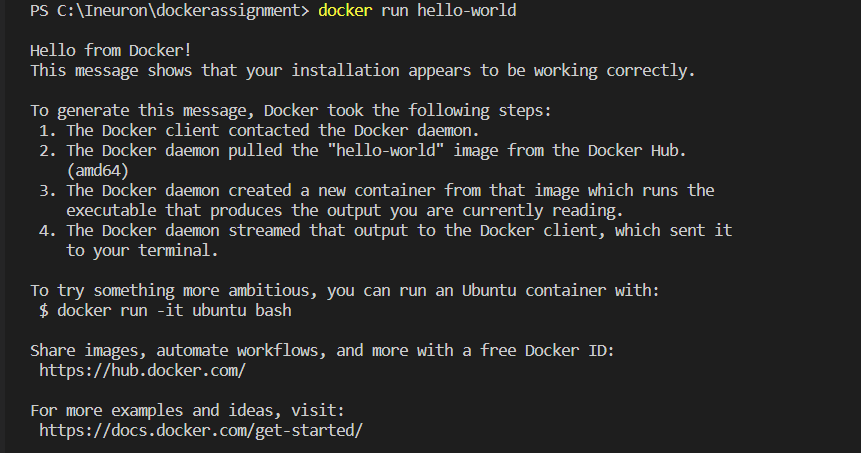 PS C:\Ineuron\dockerassignment> docker run hello-world
Hello from Docker!
This message shows that your installation appears to be working correctly.
To generate this message, Docker took the following steps:
1. The Docker client contacted the Docker daemon.
2. The Docker daemon pulled the "hello-world" image from the Docker Hub.
(amd64)
3. The Docker daemon created a new container from that image which runs the
executable that produces the output you are currently reading.
4. The Docker daemon streamed that output to the Docker client, which sent it
to your terminal.
To try something more ambitious, you can run an Ubuntu container with:
$ docker run -it ubuntu bash
Share images, automate workflows, and more with a free Docker ID:
https://hub.docker.com/
For more examples and ideas, visit:
https://docs.docker.com/get-started/